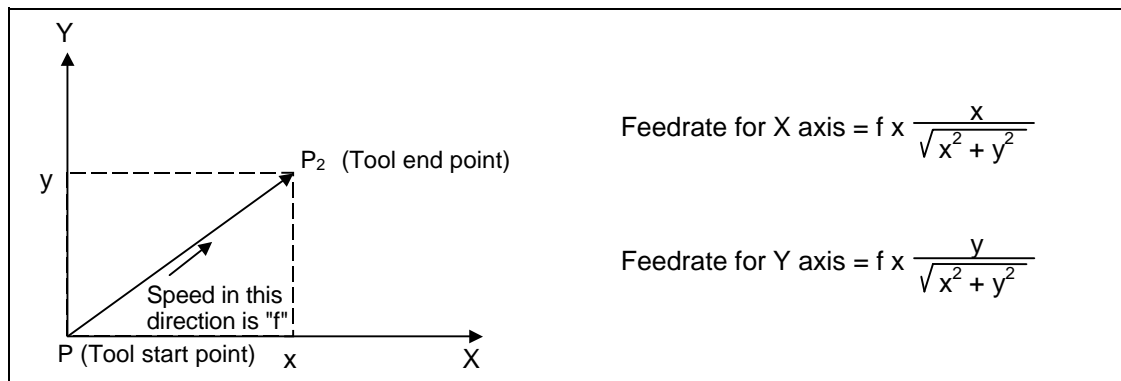 Y
P₂ (Tool end point)
y
Speed in this
direction is "f"
P (Tool start point)
x
X
Feedrate for X axis = f x x / √(x² + y²)
Feedrate for Y axis = f x y / √(x² + y²)